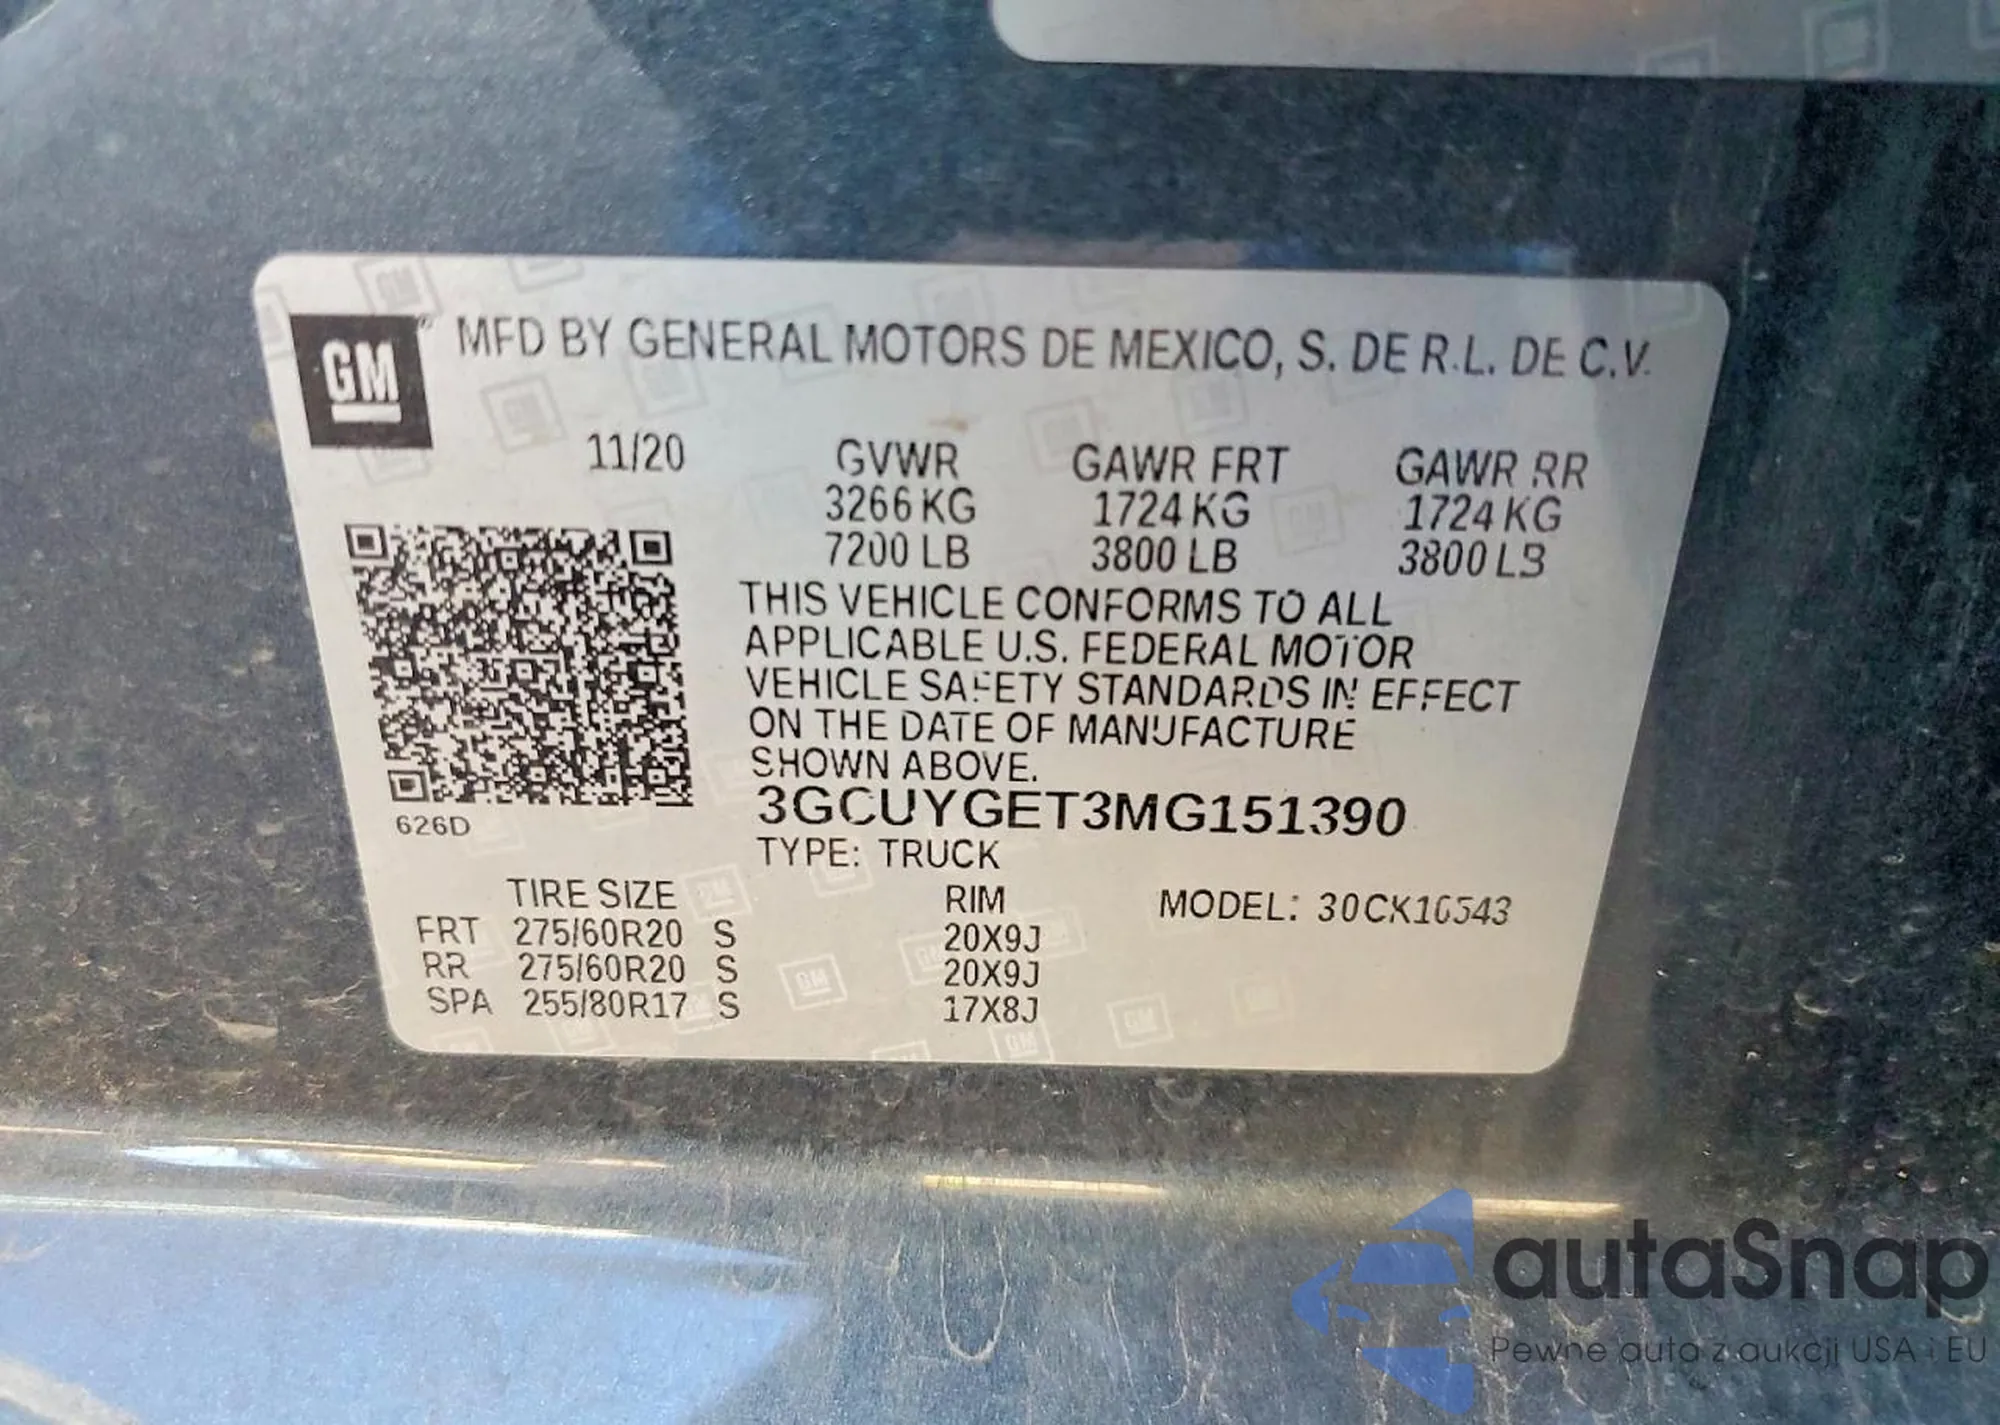 GM
MFD BY GENERAL MOTORS DE MEXICO, S. DE R.L. DE C.V.
11/20 GVWR GAWR FRT GAWR RR
3266 KG 1724 KG 1724 KG
7200 LB 3800 LB 3800 LB
THIS VEHICLE CONFORMS TO ALL
APPLICABLE U.S. FEDERAL MOTOR
VEHICLE SAFETY STANDARDS IN EFFECT
ON THE DATE OF MANUFACTURE
SHOWN ABOVE.
3GCUYGET3MG151390
626D
TYPE: TRUCK
TIRE SIZE RIM MODEL: 30CK10543
FRT 275/60R20 S 20X9J
RR 275/60R20 S 20X9J
SPA 255/80R17 S 17X8J
autaSnap
Pewne auta z aukcji USA i EU